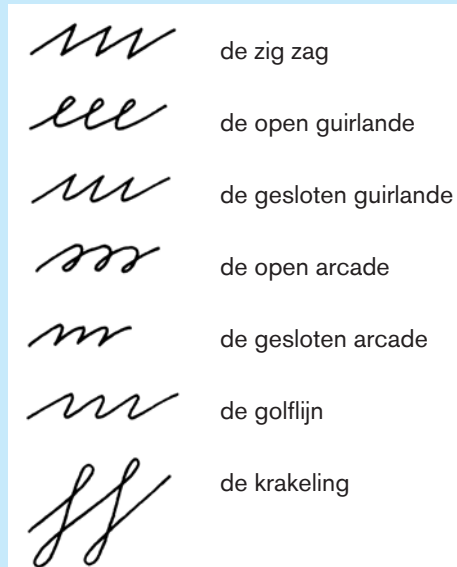 de zig zag
de open guirlande
de gesloten guirlande
de open arcade
de gesloten arcade
de golflijn
de krakeling